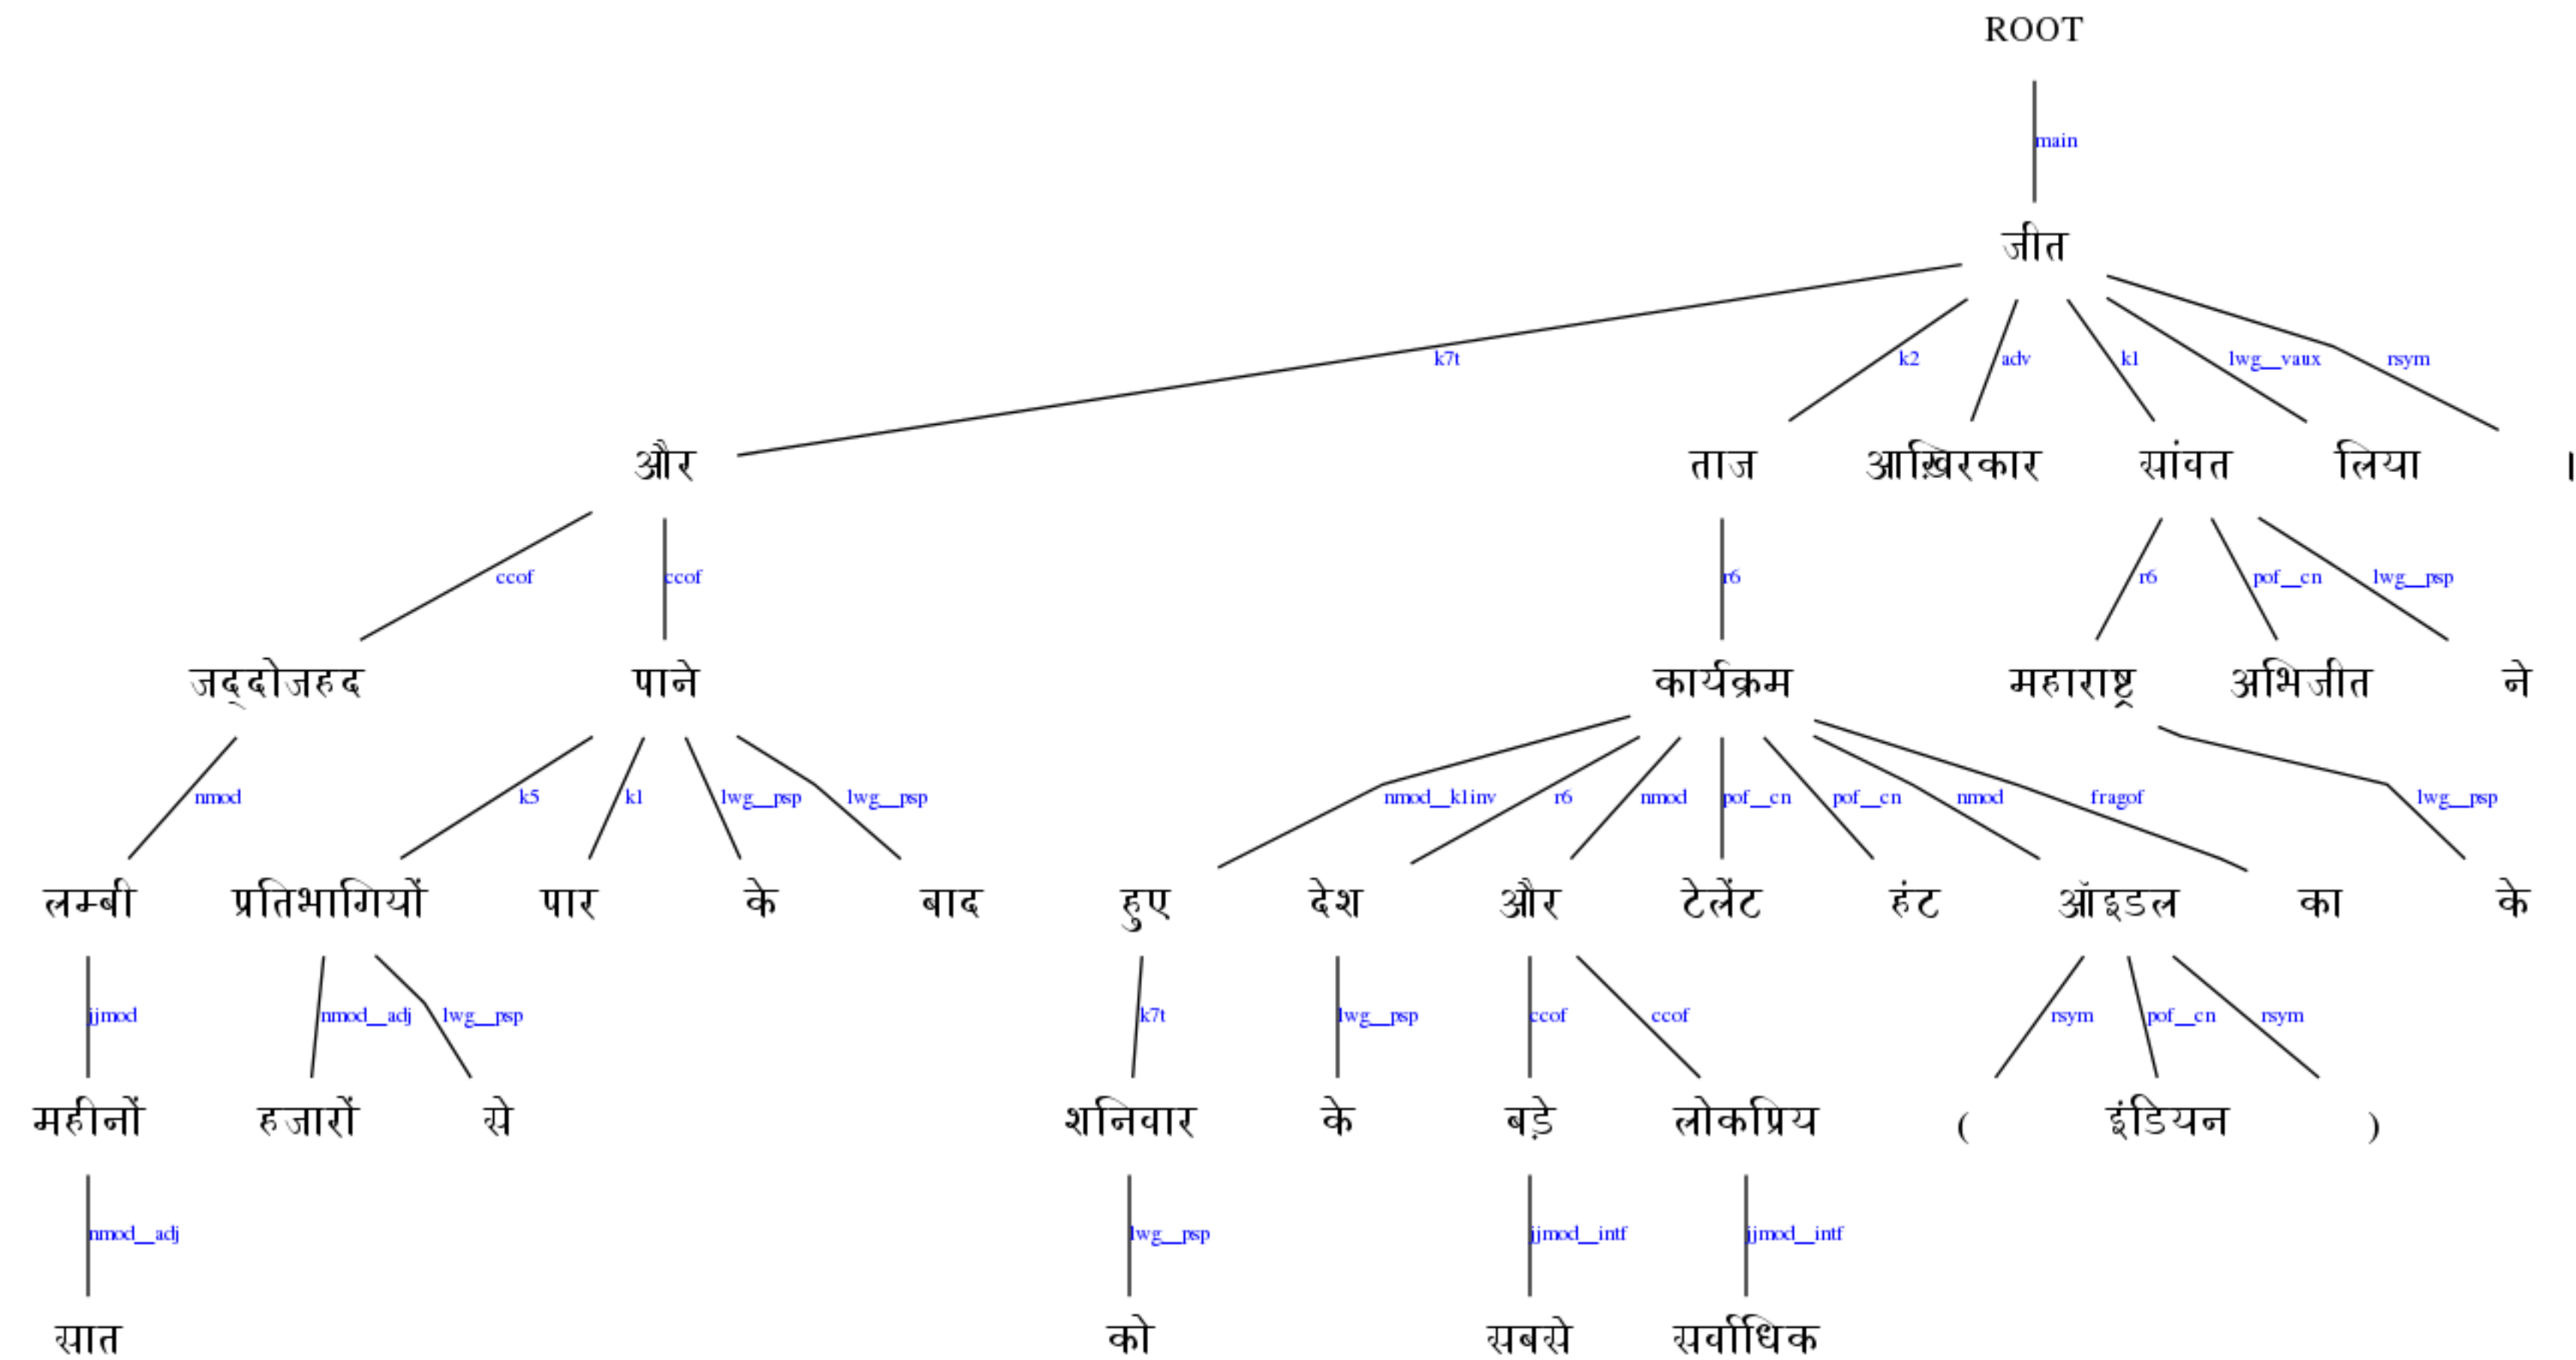 ROOT
main
जीत
k7t k2 adv k1 lwg__vaux rsym
और ताज आख़िरकार सांवत लिया ।
ccof ccof r6 r6 pof__cn lwg__psp
जद्दोजहद पाने कार्यक्रम महाराष्ट्र अभिजीत ने
nmod k5 k1 lwg__psp lwg__psp nmod__k1inv r6 nmod pof__cn pof__cn nmod fragof lwg__psp
लम्बी प्रतिभागियों पार के बाद हुए देश और टेलेंट हंट ऑइडल का के
jjmod nmod__adj lwg__psp k7t lwg__psp ccof ccof rsym pof__cn rsym
महीनों हजारों से शनिवार के बड़े लोकप्रिय ( इंडियन )
nmod__adj lwg__psp jjmod__intf jjmod__intf
सात को सबसे सर्वाधिक